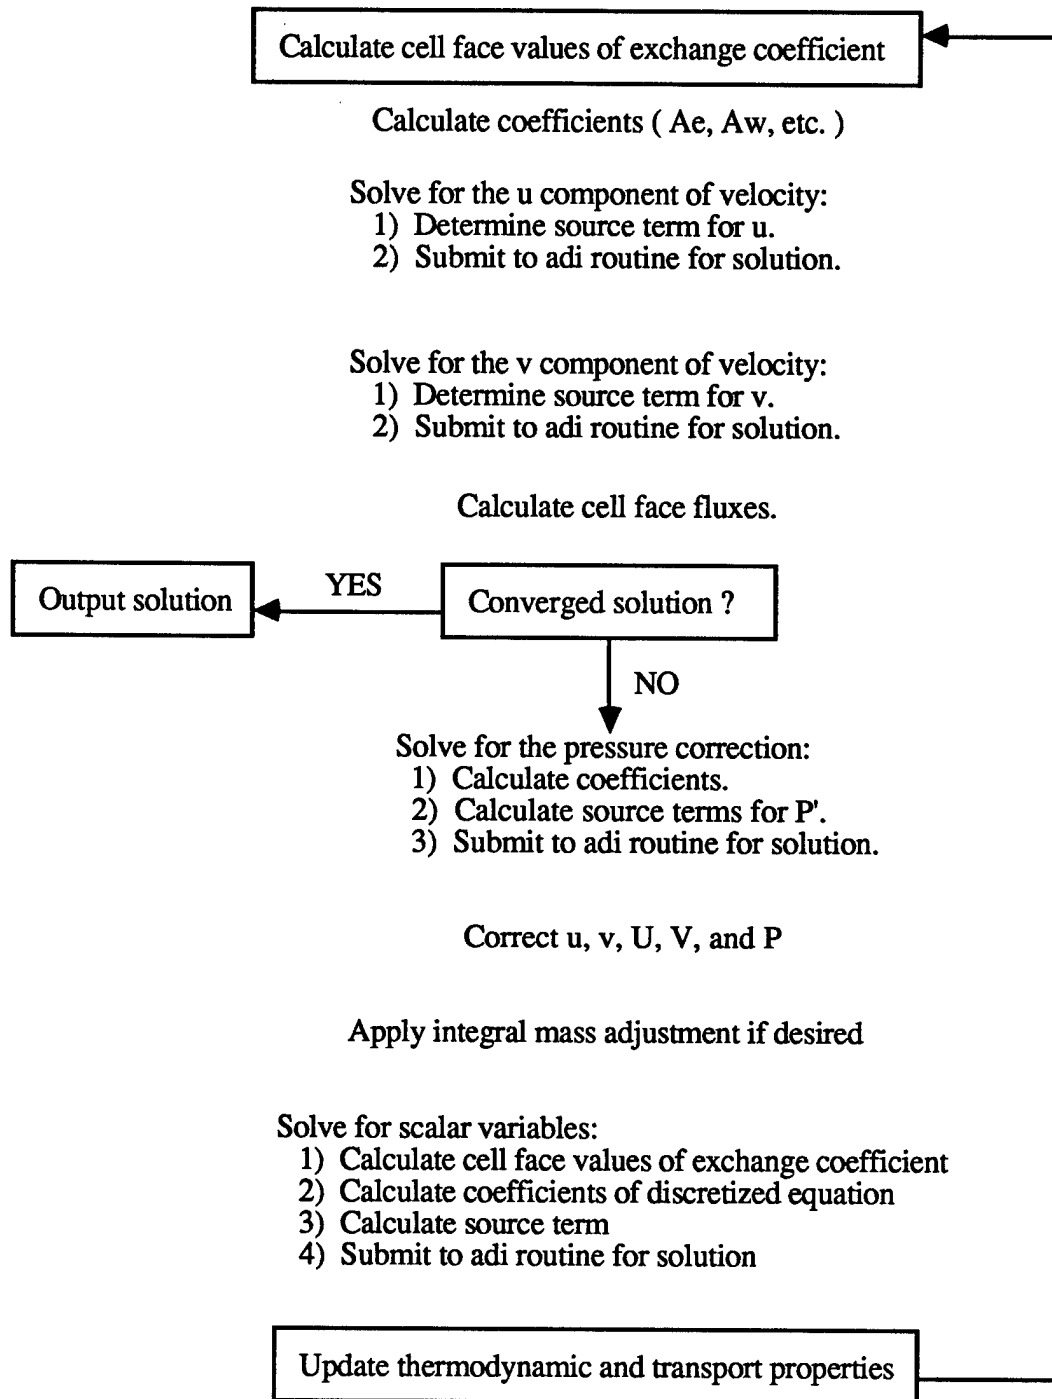 Calculate cell face values of exchange coefficient
Calculate coefficients ( Ae, Aw, etc. )
Solve for the u component of velocity:
1) Determine source term for u.
2) Submit to adi routine for solution.
Solve for the v component of velocity:
1) Determine source term for v.
2) Submit to adi routine for solution.
Calculate cell face fluxes.
Output solution
YES
Converged solution ?
NO
Solve for the pressure correction:
1) Calculate coefficients.
2) Calculate source terms for P'.
3) Submit to adi routine for solution.
Correct u, v, U, V, and P
Apply integral mass adjustment if desired
Solve for scalar variables:
1) Calculate cell face values of exchange coefficient
2) Calculate coefficients of discretized equation
3) Calculate source term
4) Submit to adi routine for solution
Update thermodynamic and transport properties